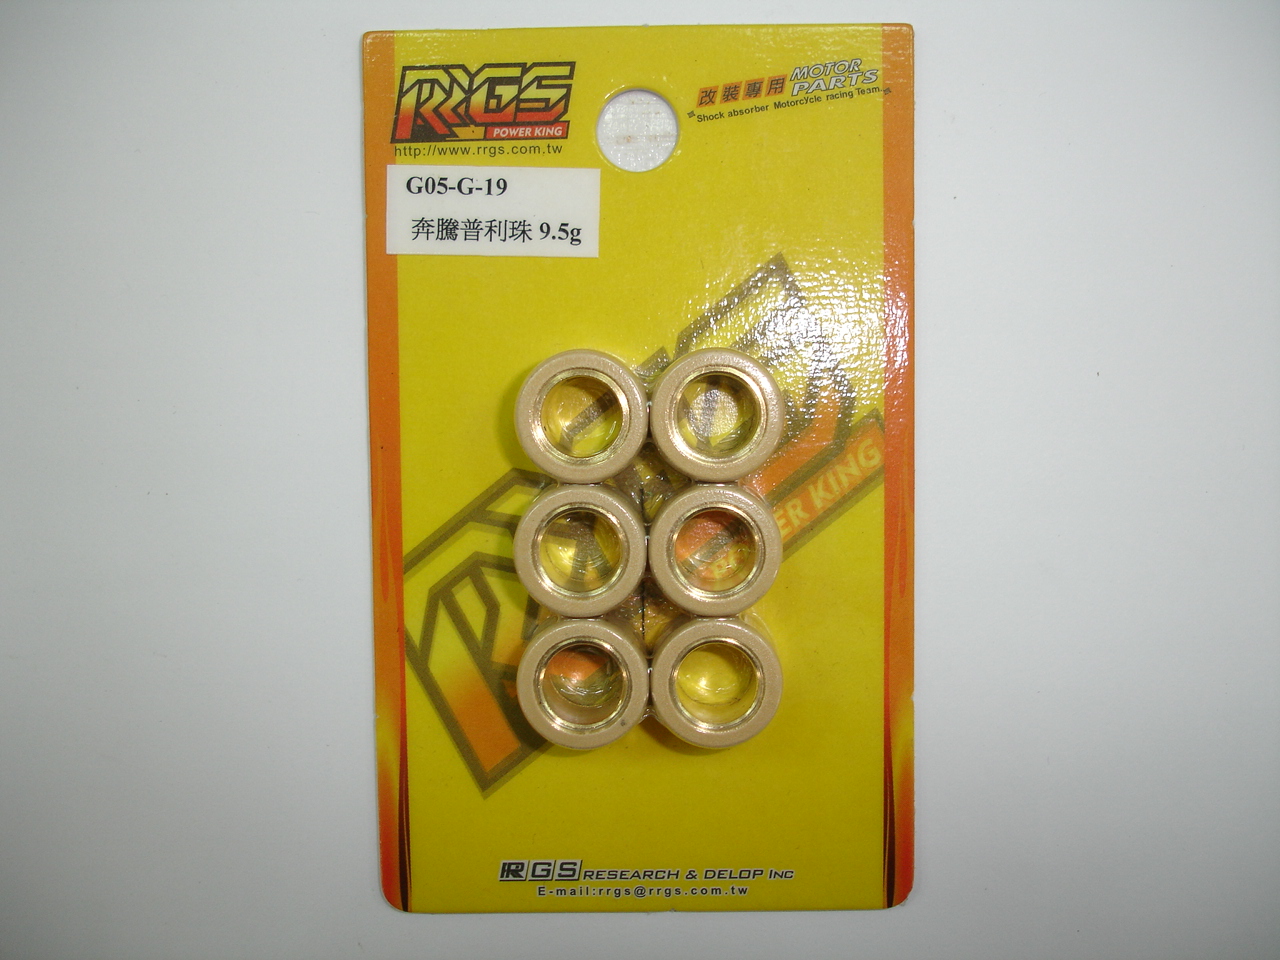 RRGS
POWER KING
http://www.rrgs.com.tw
改裝專用 MOTOR PARTS
Shock absorber Motorcycle racing Team
G05-G-19
奔騰普利珠 9.5g
ER KING
RGS RESEARCH & DELOP INC
E-mail:rrgs@rrgs.com.tw